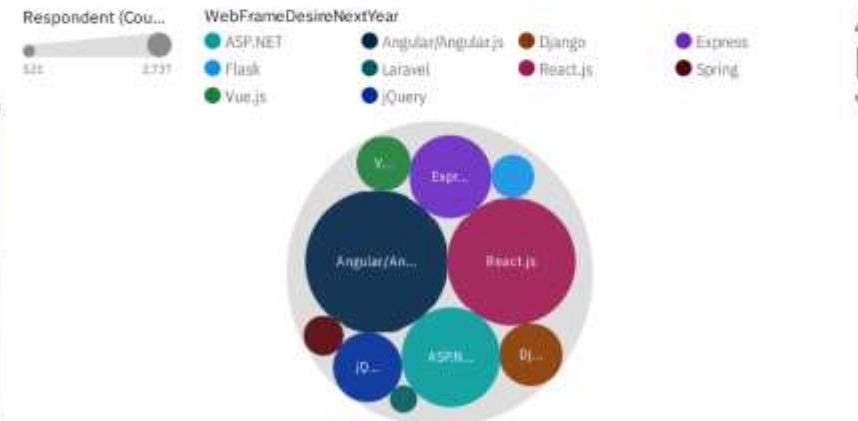 Respondent (Cou... WebFrameDesireNextYear
ASP.NET Angular/Angular.js Django Express
521 2,737 Flask Laravel React.js Spring
Vue.js jQuery
V...
Expr...
Angular/An... React.js
ASP.N... Dj...
jQ...